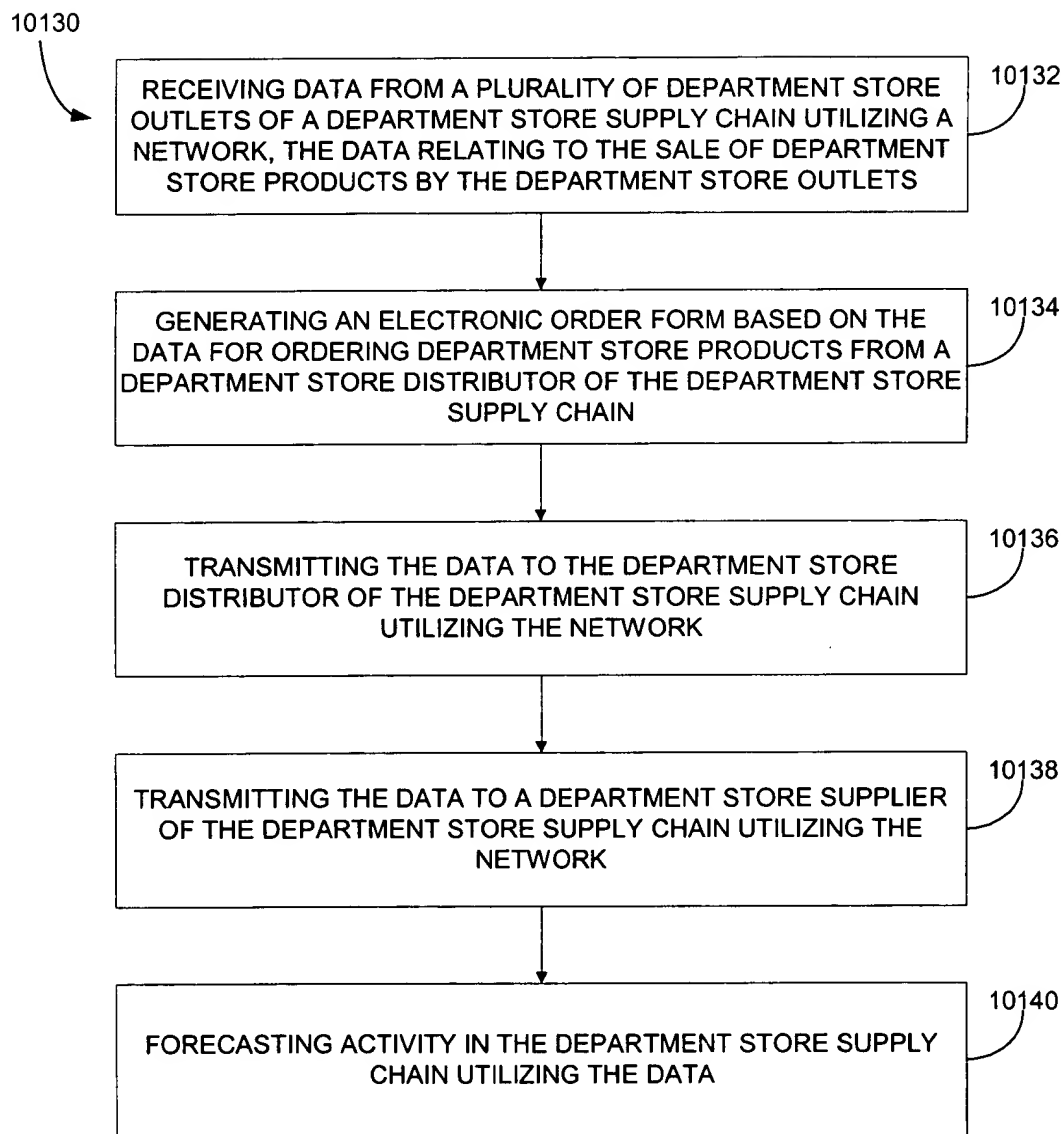 10130
10132
RECEIVING DATA FROM A PLURALITY OF DEPARTMENT STORE
OUTLETS OF A DEPARTMENT STORE SUPPLY CHAIN UTILIZING A
NETWORK, THE DATA RELATING TO THE SALE OF DEPARTMENT
STORE PRODUCTS BY THE DEPARTMENT STORE OUTLETS
10134
GENERATING AN ELECTRONIC ORDER FORM BASED ON THE
DATA FOR ORDERING DEPARTMENT STORE PRODUCTS FROM A
DEPARTMENT STORE DISTRIBUTOR OF THE DEPARTMENT STORE
SUPPLY CHAIN
10136
TRANSMITTING THE DATA TO THE DEPARTMENT STORE
DISTRIBUTOR OF THE DEPARTMENT STORE SUPPLY CHAIN
UTILIZING THE NETWORK
10138
TRANSMITTING THE DATA TO A DEPARTMENT STORE SUPPLIER
OF THE DEPARTMENT STORE SUPPLY CHAIN UTILIZING THE
NETWORK
10140
FORECASTING ACTIVITY IN THE DEPARTMENT STORE SUPPLY
CHAIN UTILIZING THE DATA